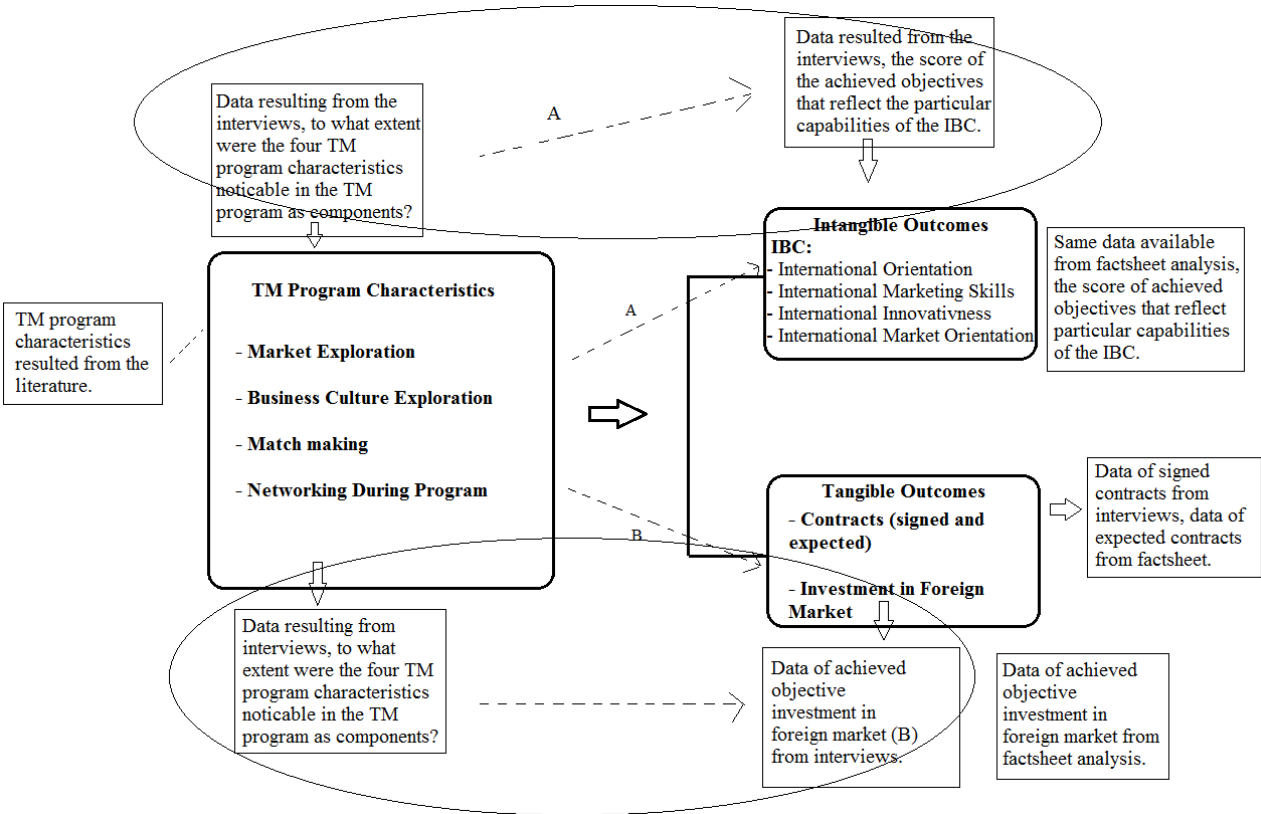 Data resulting from the
interviews, to what extent
were the four TM
program characteristics
noticable in the TM
program as components?
A
Data resulted from the
interviews, the score of
the achieved objectives
that reflect the particular
capabilities of the IBC.
TM program
characteristics
resulted from the
literature.
TM Program Characteristics
- Market Exploration
- Business Culture Exploration
- Match making
- Networking During Program
A
B
Intangible Outcomes
IBC:
- International Orientation
- International Marketing Skills
- International Innovativness
- International Market Orientation
Same data available
from factsheet analysis,
the score of achieved
objectives that reflect
particular capabilities
of the IBC.
Tangible Outcomes
- Contracts (signed and
expected)
- Investment in Foreign
Market
Data of signed
contracts from
interviews, data of
expected contracts
from factsheet.
Data resulting from
interviews, to what
extent were the four TM
program characteristics
noticable in the TM
program as components?
Data of achieved
objective
investment in
foreign market (B)
from interviews.
Data of achieved
objective
investment in
foreign market from
factsheet analysis.